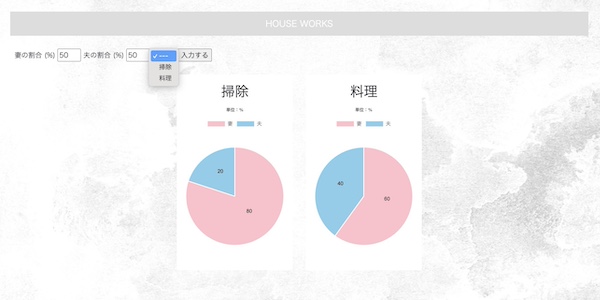 HOUSE WORKS
妻の割合 (%) 50 夫の割合 (%) 50 ✓ ---- 入力する
掃除
料理
掃除
単位：%
妻 夫
20
80
料理
単位：%
妻 夫
40
60